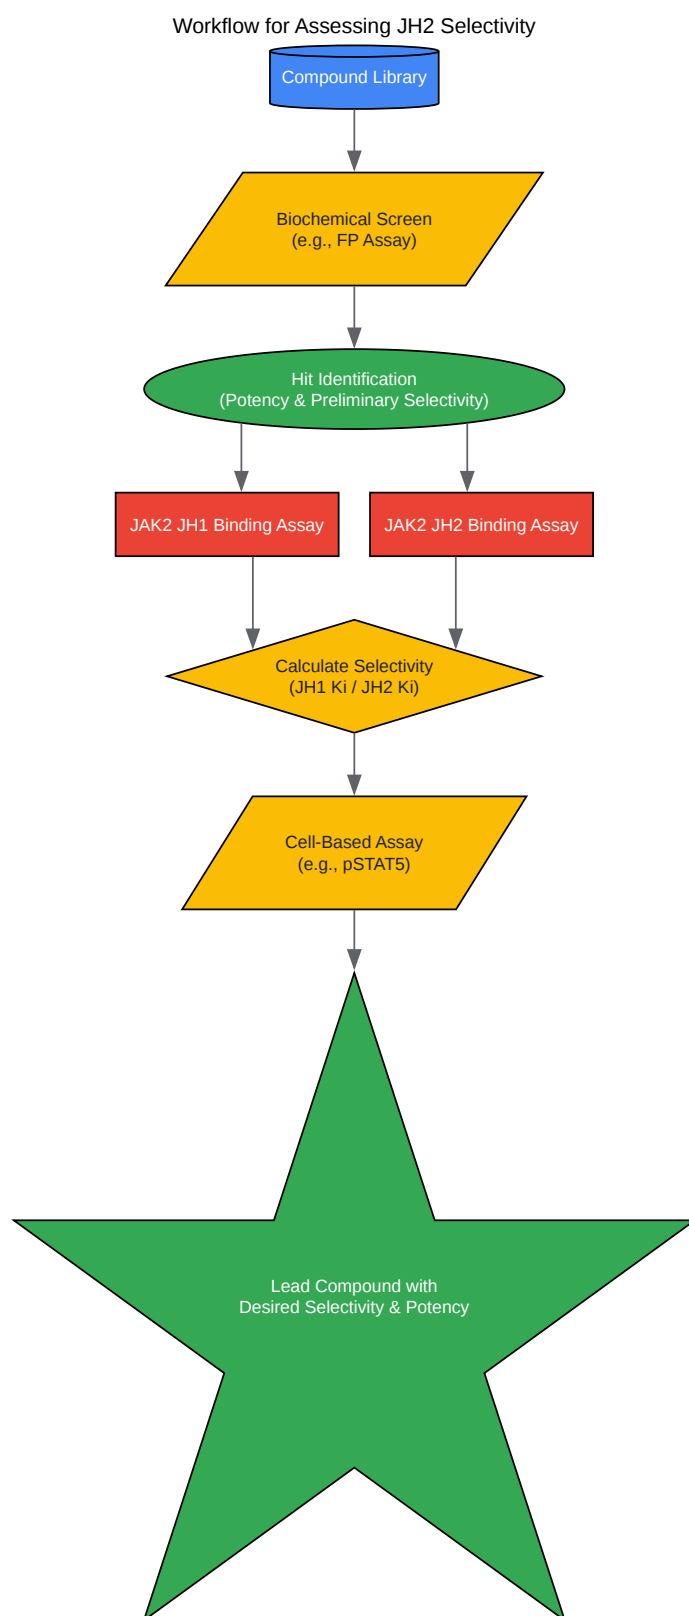 Workflow for Assessing JH2 Selectivity
Compound Library
Biochemical Screen
(e.g., FP Assay)
Hit Identification
(Potency & Preliminary Selectivity)
JAK2 JH1 Binding Assay
JAK2 JH2 Binding Assay
Calculate Selectivity
(JH1 Ki / JH2 Ki)
Cell-Based Assay
(e.g., pSTAT5)
Lead Compound with
Desired Selectivity & Potency